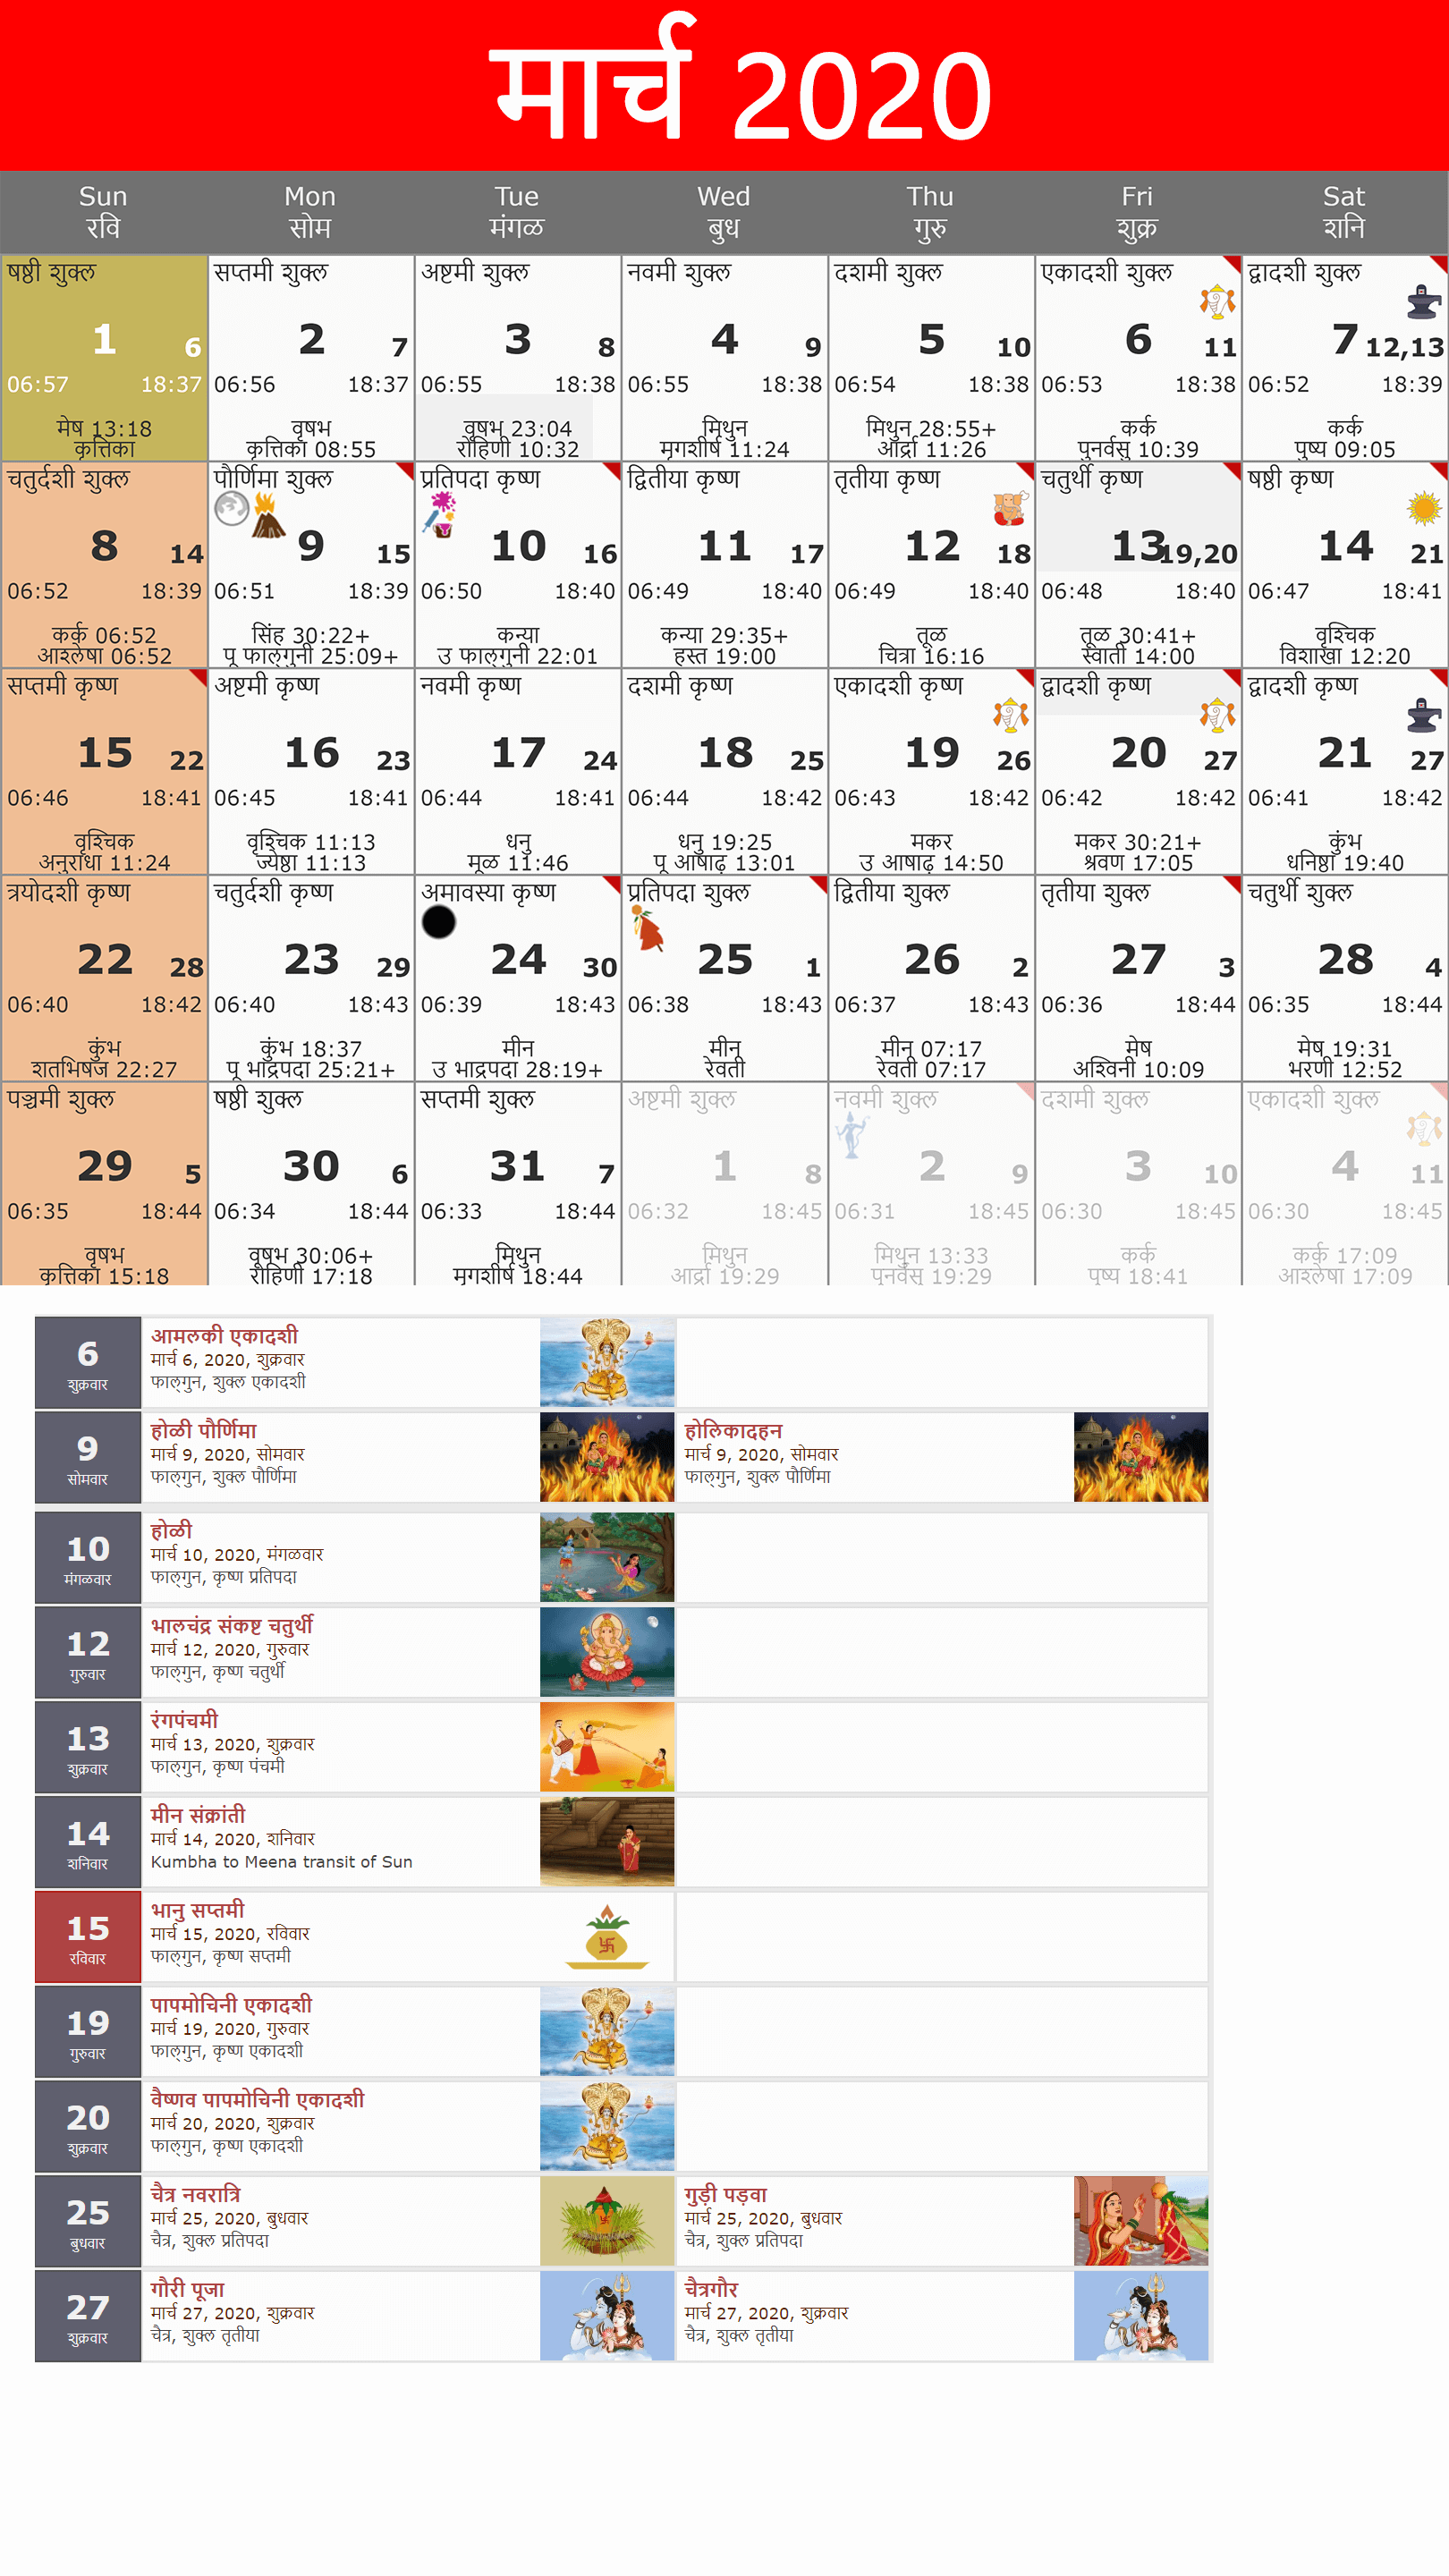 मार्च 2020
Sun Mon Tue Wed Thu Fri Sat
रवि सोम मंगळ बुध गुरु शुक्र शनि
षष्ठी शुक्ल सप्तमी शुक्ल अष्टमी शुक्ल नवमी शुक्ल दशमी शुक्ल एकादशी शुक्ल द्वादशी शुक्ल
1 6 2 7 3 8 4 9 5 10 6 11 7 12,13
06:57 18:37 06:56 18:37 06:55 18:38 06:55 18:38 06:54 18:38 06:53 18:38 06:52 18:39
मेष 13:18 वृषभ वृषभ 23:04 मिथुन मिथुन 28:55+ कर्क कर्क
कृत्तिका कृत्तिका 08:55 रोहिणी 10:32 मृगशीर्ष 11:24 आर्द्रा 11:26 पुनर्वसु 10:39 पुष्य 09:05
चतुर्दशी शुक्ल पौर्णिमा शुक्ल प्रतिपदा कृष्ण द्वितीया कृष्ण तृतीया कृष्ण चतुर्थी कृष्ण षष्ठी कृष्ण
8 14 9 15 10 16 11 17 12 18 13 19,20 14 21
06:52 18:39 06:51 18:39 06:50 18:40 06:49 18:40 06:49 18:40 06:48 18:40 06:47 18:41
कर्क 06:52 सिंह 30:22+ कन्या कन्या 29:35+ तूळ तूळ 30:41+ वृश्चिक
आश्लेषा 06:52 पू फाल्गुनी 25:09+ उ फाल्गुनी 22:01 हस्त 19:00 चित्रा 16:16 स्वाती 14:00 विशाखा 12:20
सप्तमी कृष्ण अष्टमी कृष्ण नवमी कृष्ण दशमी कृष्ण एकादशी कृष्ण द्वादशी कृष्ण द्वादशी कृष्ण
15 22 16 23 17 24 18 25 19 26 20 27 21 27
06:46 18:41 06:45 18:41 06:44 18:41 06:44 18:42 06:43 18:42 06:42 18:42 06:41 18:42
वृश्चिक वृश्चिक 11:13 धनु धनु 19:25 मकर मकर 30:21+ कुंभ
अनुराधा 11:24 ज्येष्ठा 11:13 मूळ 11:46 पू आषाढ़ 13:01 उ आषाढ़ 14:50 श्रवण 17:05 धनिष्ठा 19:40
त्रयोदशी कृष्ण चतुर्दशी कृष्ण अमावस्या कृष्ण प्रतिपदा शुक्ल द्वितीया शुक्ल तृतीया शुक्ल चतुर्थी शुक्ल
22 28 23 29 24 30 25 1 26 2 27 3 28 4
06:40 18:42 06:40 18:43 06:39 18:43 06:38 18:43 06:37 18:43 06:36 18:44 06:35 18:44
कुंभ कुंभ 18:37 मीन मीन मीन 07:17 मेष मेष 19:31
शतभिषज 22:27 पू भाद्रपदा 25:21+ उ भाद्रपदा 28:19+ रेवती रेवती 07:17 अश्विनी 10:09 भरणी 12:52
पञ्चमी शुक्ल षष्ठी शुक्ल सप्तमी शुक्ल अष्टमी शुक्ल नवमी शुक्ल दशमी शुक्ल एकादशी शुक्ल
29 5 30 6 31 7 1 8 2 9 3 10 4 11
06:35 18:44 06:34 18:44 06:33 18:44 06:32 18:45 06:31 18:45 06:30 18:45 06:30 18:45
वृषभ वृषभ 30:06+ मिथुन मिथुन मिथुन 13:33 कर्क कर्क 17:09
कृत्तिका 15:18 रोहिणी 17:18 मृगशीर्ष 18:44 आर्द्रा 19:29 पुनर्वसु 19:29 पुष्य 18:41 आश्लेषा 17:09
6
शुक्रवार
आमलकी एकादशी
मार्च 6, 2020, शुक्रवार
फाल्गुन, शुक्ल एकादशी
9
सोमवार
होळी पौर्णिमा
मार्च 9, 2020, सोमवार
फाल्गुन, शुक्ल पौर्णिमा
होलिकादहन
मार्च 9, 2020, सोमवार
फाल्गुन, शुक्ल पौर्णिमा
10
मंगळवार
होळी
मार्च 10, 2020, मंगळवार
फाल्गुन, कृष्ण प्रतिपदा
12
गुरुवार
भालचंद्र संकष्ट चतुर्थी
मार्च 12, 2020, गुरुवार
फाल्गुन, कृष्ण चतुर्थी
13
शुक्रवार
रंगपंचमी
मार्च 13, 2020, शुक्रवार
फाल्गुन, कृष्ण पंचमी
14
शनिवार
मीन संक्रांती
मार्च 14, 2020, शनिवार
Kumbha to Meena transit of Sun
15
रविवार
भानु सप्तमी
मार्च 15, 2020, रविवार
फाल्गुन, कृष्ण सप्तमी
19
गुरुवार
पापमोचिनी एकादशी
मार्च 19, 2020, गुरुवार
फाल्गुन, कृष्ण एकादशी
20
शुक्रवार
वैष्णव पापमोचिनी एकादशी
मार्च 20, 2020, शुक्रवार
फाल्गुन, कृष्ण एकादशी
25
बुधवार
चैत्र नवरात्रि
मार्च 25, 2020, बुधवार
चैत्र, शुक्ल प्रतिपदा
गुड़ी पड़वा
मार्च 25, 2020, बुधवार
चैत्र, शुक्ल प्रतिपदा
27
शुक्रवार
गौरी पूजा
मार्च 27, 2020, शुक्रवार
चैत्र, शुक्ल तृतीया
चैत्रगौर
मार्च 27, 2020, शुक्रवार
चैत्र, शुक्ल तृतीया